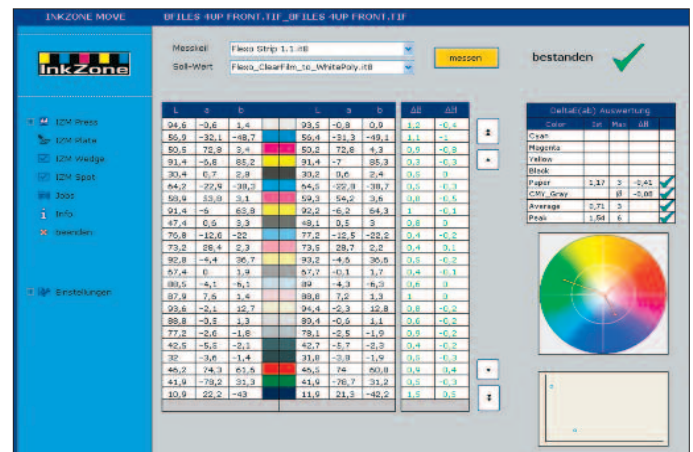 INKZONE MOVE 8FILES 4UP FRONT.TIF_8FILES 4UP FRONT.TIF
InkZone
Messkeil Flexo Strip 1.1.it8
Soll-Wert Flexo_ClearFilm_to_WhitePoly.it8
messen
bestanden
IZM Press
IZM Plate
IZM Wedge
IZM Spot
Jobs
Info
beenden
Einstellungen
L a b L a b ΔE ΔH
94,6 -0,6 1,4 93,5 -0,8 0,9 1,2 -0,4
56,9 -32,1 -48,7 56,4 -31,3 -49,1 1,1 -1
50,5 72,8 3,4 50,2 72,8 4,3 0,9 -0,8
91,4 -6,8 85,2 91,4 -7 85,3 0,3 -0,3
30,4 0,7 2,8 30,2 0,6 2,4 0,5 0
64,2 -22,9 -38,3 64,5 -22,8 -38,7 0,5 -0,3
58,9 53,8 3,1 59,3 54,2 3,6 0,8 -0,5
91,4 -6 63,8 92,2 -6,2 64,3 1 -0,1
47,4 0,6 3,3 48,1 0,5 3 0,8 0
76,8 -12,6 -22 77,2 -12,5 -22,2 0,4 -0,2
73,2 28,4 2,3 73,5 28,7 2,2 0,4 0,1
92,8 -4,4 36,7 93,2 -4,6 36,6 0,5 -0,2
67,4 0 1,9 67,7 -0,1 1,7 0,4 -0,1
88,5 -4,1 -6,1 89 -4,3 -6,3 0,6 0
87,9 7,6 1,4 88,8 7,2 1,3 1 0
93,6 -2,1 12,7 94,4 -2,3 12,8 0,8 -0,2
88,8 -0,5 1,3 89,4 -0,6 1,1 0,6 -0,2
77,2 -2,6 -1,8 78,1 -2,5 -1,9 0,9 -0,2
42,5 -5,5 -2,1 42,7 -5,7 -2,3 0,4 -0,2
32 -3,6 -1,4 31,8 -3,8 -1,9 0,5 -0,3
46,2 74,3 61,6 46,5 74 60,8 0,9 0,4
41,9 -78,2 31,3 41,9 -78,7 31,2 0,5 -0,3
10,9 22,2 -43 11,9 21,3 -42,2 1,5 0,5
DeltaE(ab) Auswertung
Color Ist Max ΔH
Cyan
Magenta
Yellow
Black
Paper 1,17 3 -0,41
CMY_Gray Ø -0,08
Average 0,71 3
Peak 1,54 6